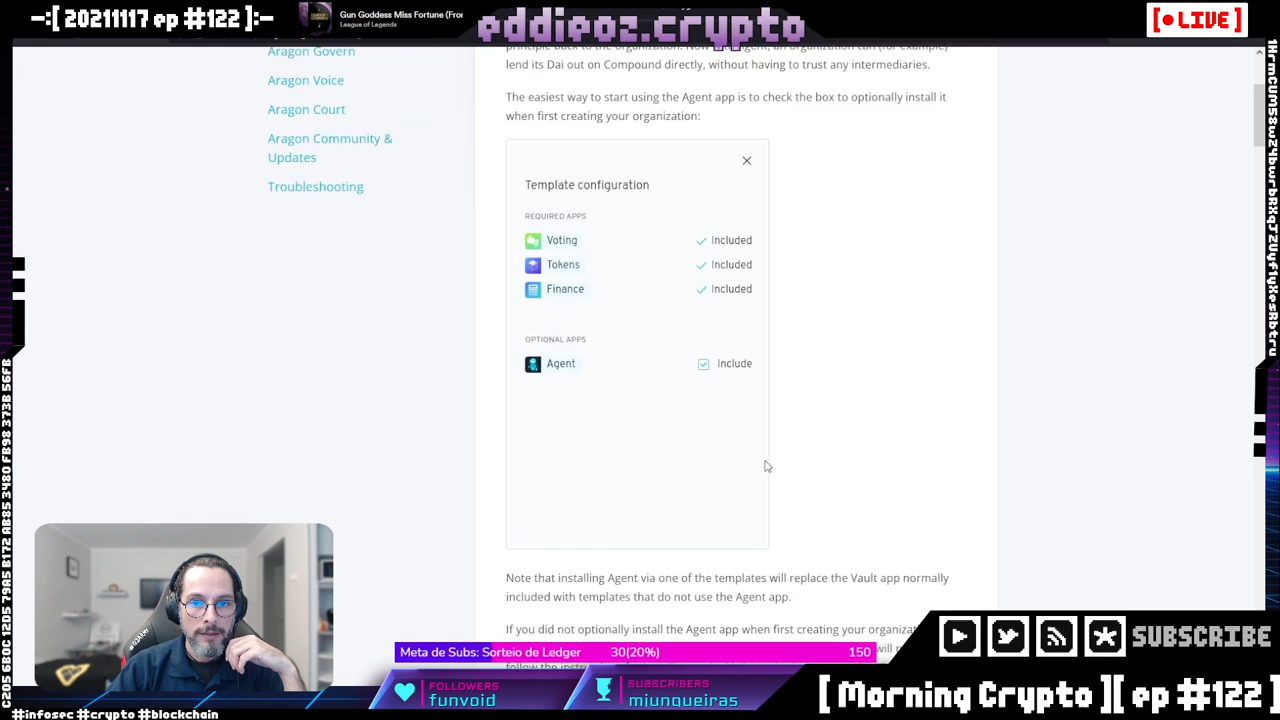 -:[ 20211117 ep #122 ]:-
Gun Goddess Miss Fortune (Fro
League of Legends
eddieoz.crypto
[● LIVE]
Aragon Govern
Aragon Voice
Aragon Court
Aragon Community &
Updates
Troubleshooting
lend its Dai out on Compound directly, without having to trust any intermediaries.
The easiest way to start using the Agent app is to check the box to optionally install it
when first creating your organization:
Template configuration
REQUIRED APPS
Voting Included
Tokens Included
Finance Included
OPTIONAL APPS
Agent Include
Note that installing Agent via one of the templates will replace the Vault app normally
included with templates that do not use the Agent app.
If you did not optionally install the Agent app when first creating your organizat
Meta de Subs: Sorteio de Ledger 30(20%) 150
FOLLOWERS
funvoid
SUBSCRIBERS
mjunqueiras
SUBSCRIBE
[ Morning Crypto ][ ep #122 ]
#infosec #crypto #blockchain